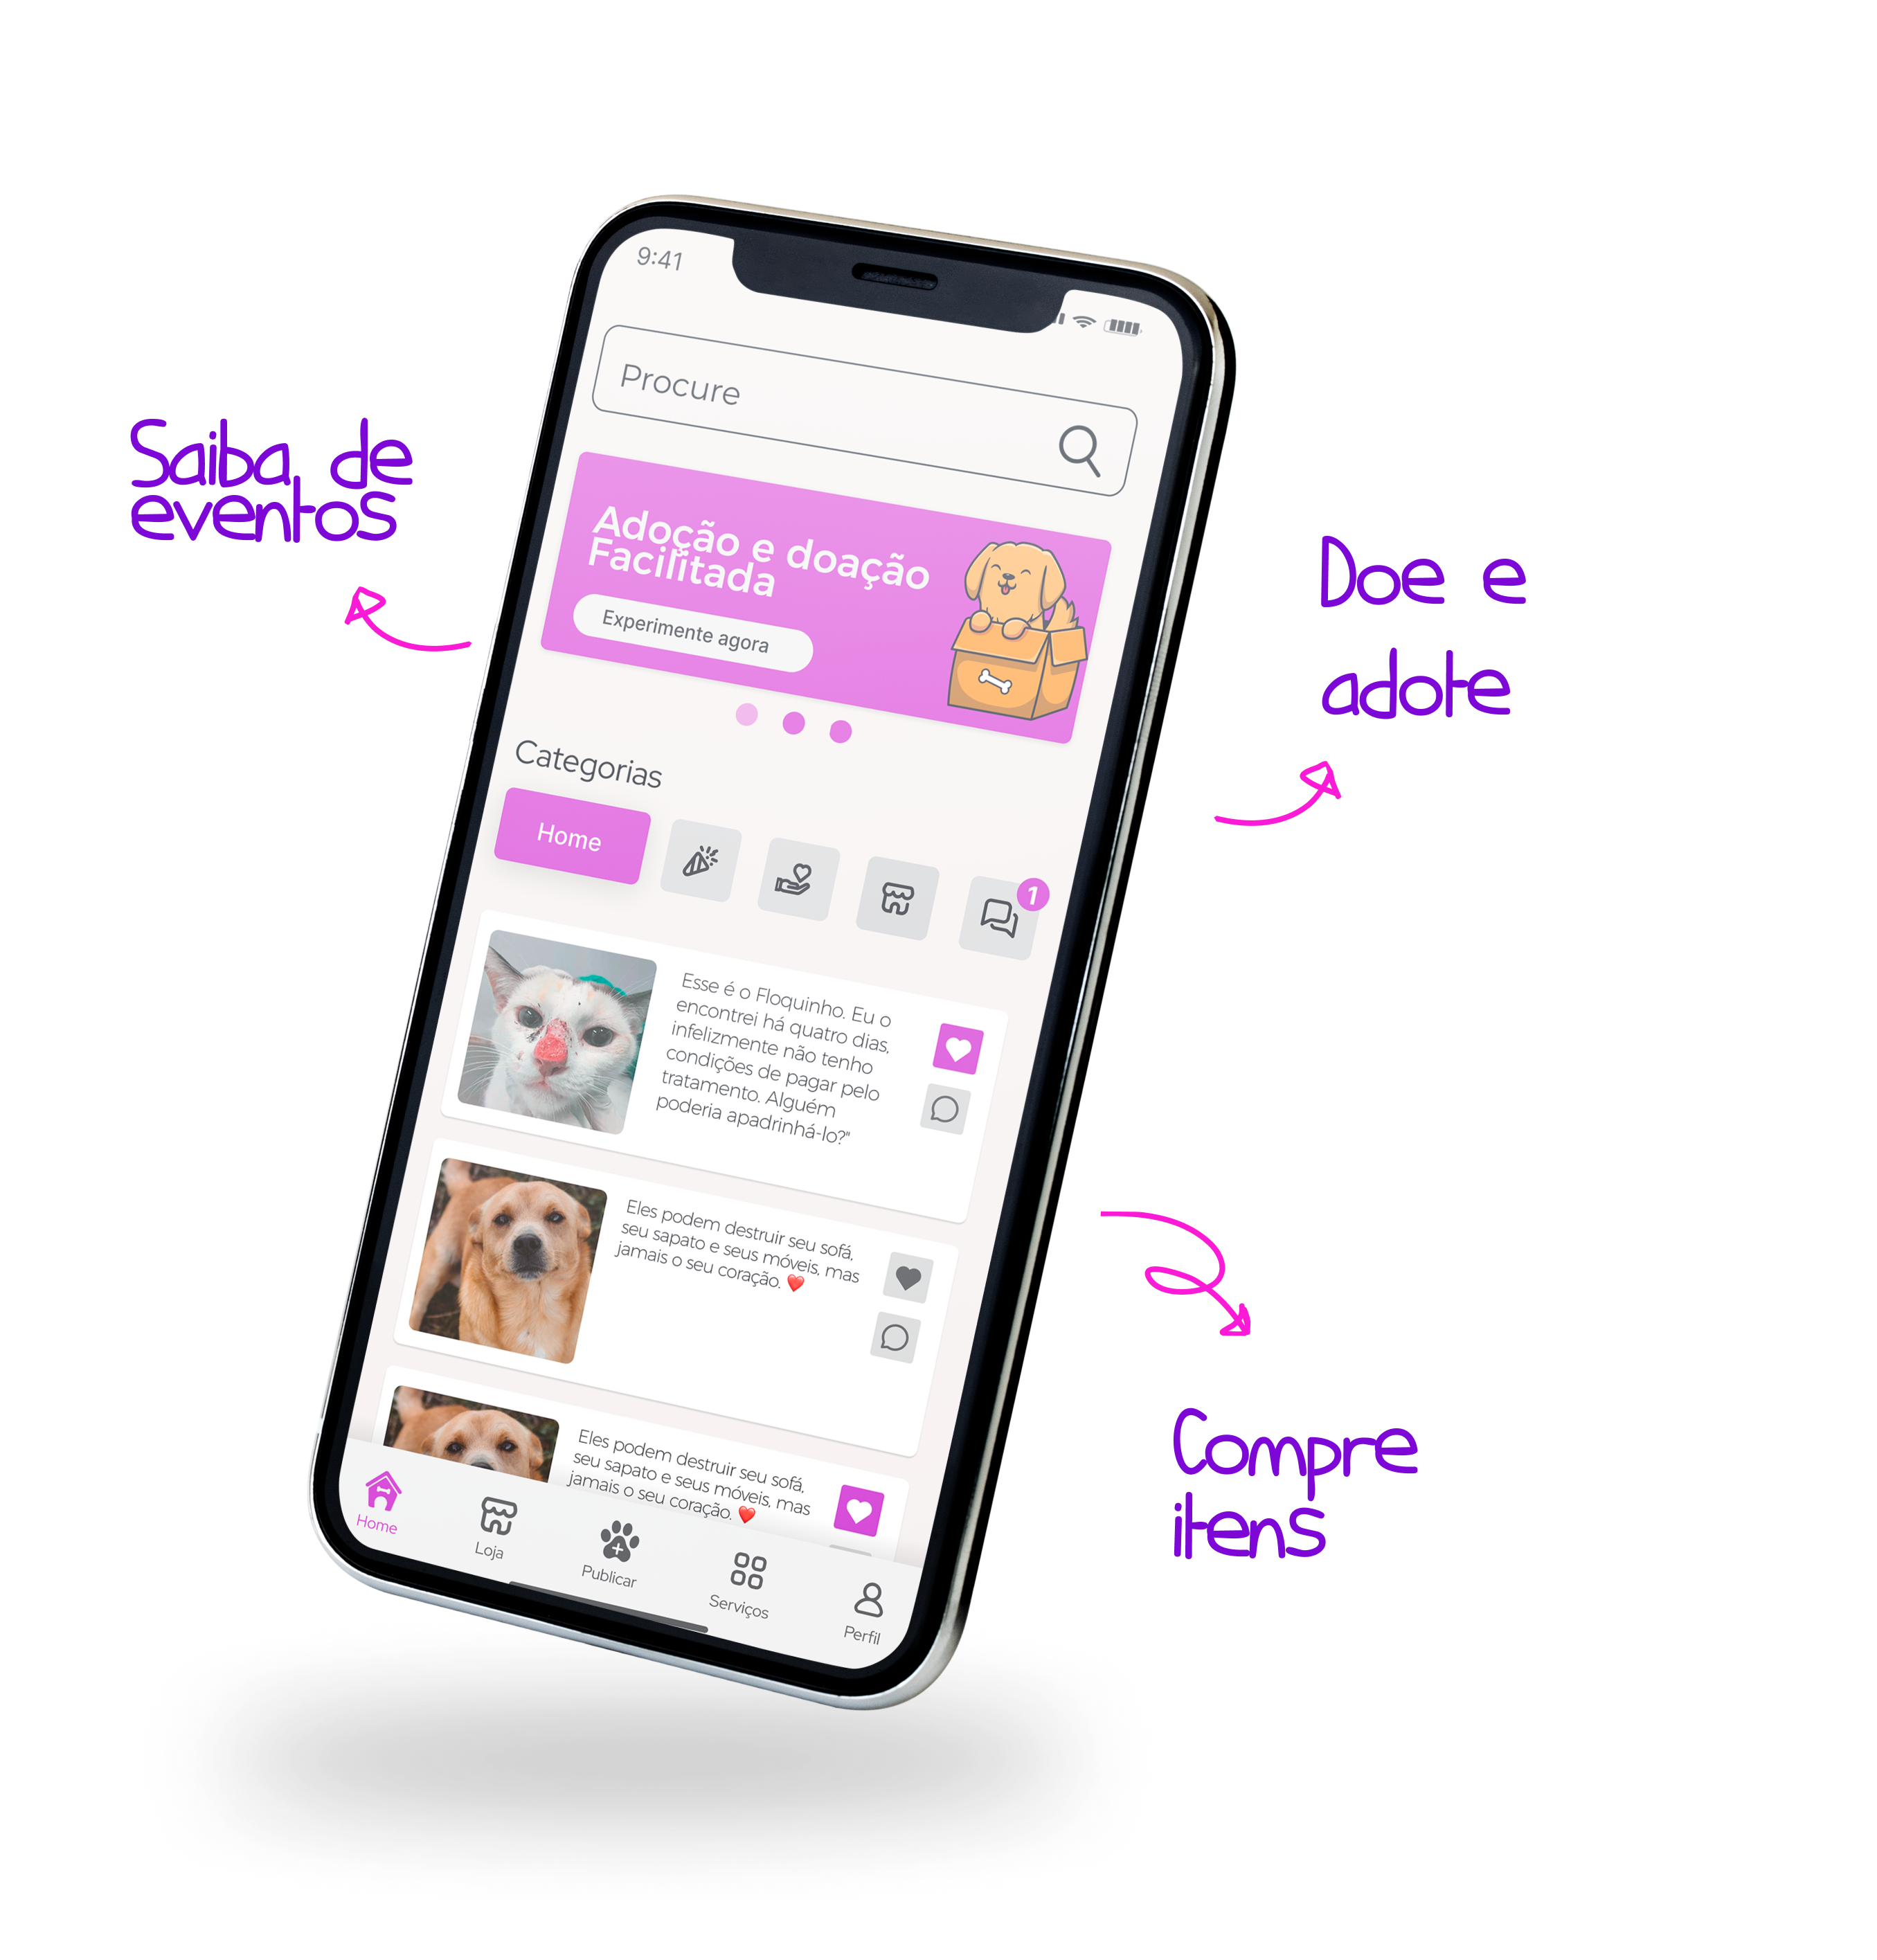 9:41
Procure
Saiba de
eventos
Adoção e doação
Facilitada
Experimente agora
Doe e
adote
Categorias
Home
1
Esse é o Floquinho. Eu o
encontrei há quatro dias,
infelizmente não tenho
condições de pagar pelo
tratamento. Alguém
poderia apadrinhá-lo?"
Eles podem destruir seu sofá,
seu sapato e seus móveis, mas
jamais o seu coração. ❤️
Compre
itens
Eles podem destruir seu sofá,
seu sapato e seus móveis, mas
jamais o seu coração. ❤️
Home
Loja
Publicar
Serviços
Perfil